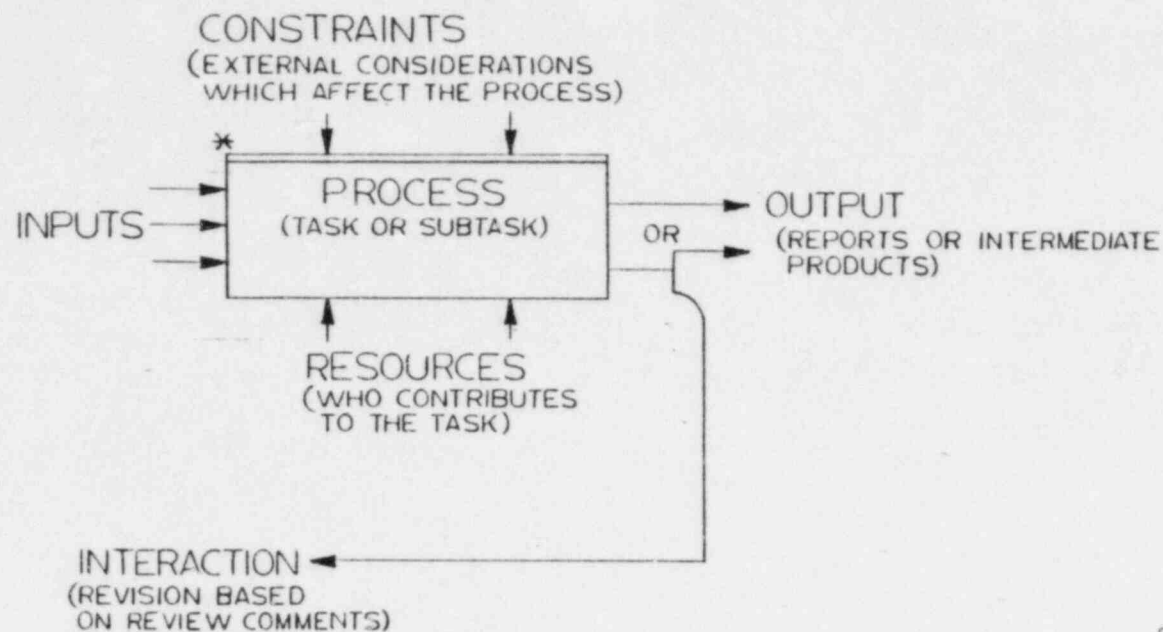 CONSTRAINTS
(EXTERNAL CONSIDERATIONS
WHICH AFFECT THE PROCESS)
*
PROCESS
(TASK OR SUBTASK)
INPUTS
OR
OUTPUT
(REPORTS OR INTERMEDIATE
PRODUCTS)
RESOURCES
(WHO CONTRIBUTES
TO THE TASK)
INTERACTION
(REVISION BASED
ON REVIEW COMMENTS)